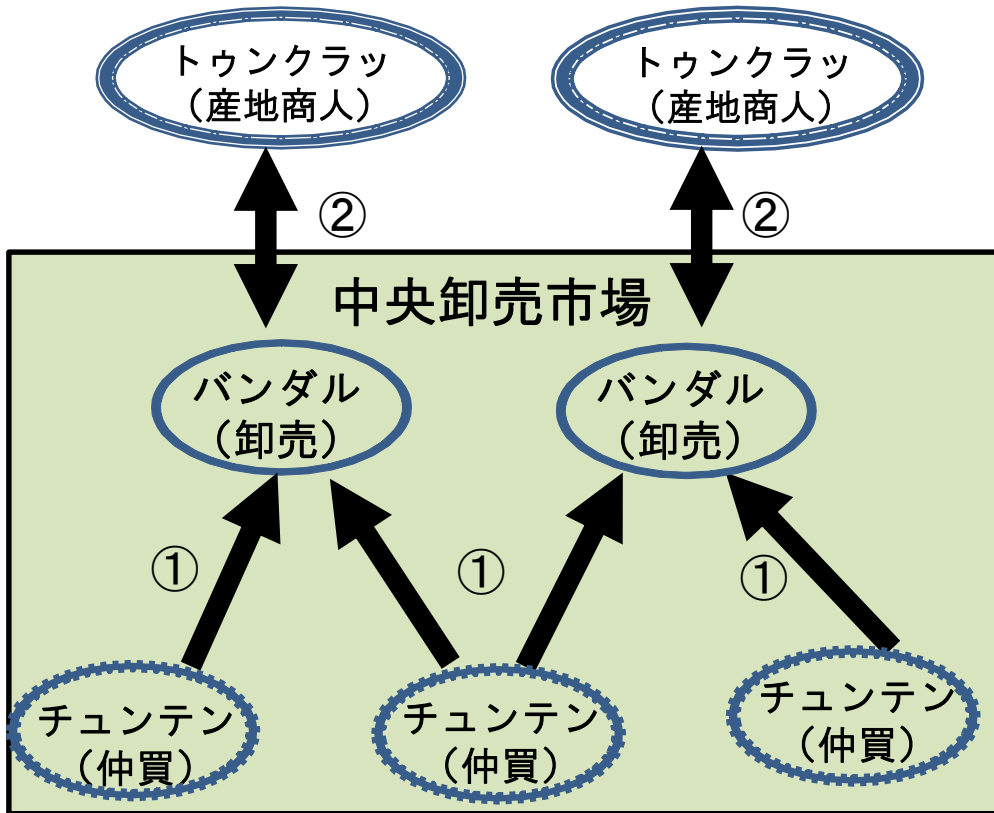 トゥンクラッ
（産地商人）
トゥンクラッ
（産地商人）
②
②
中央卸売市場
バンダル
（卸売）
バンダル
（卸売）
①
①
①
チュンテン
（仲買）
チュンテン
（仲買）
チュンテン
（仲買）